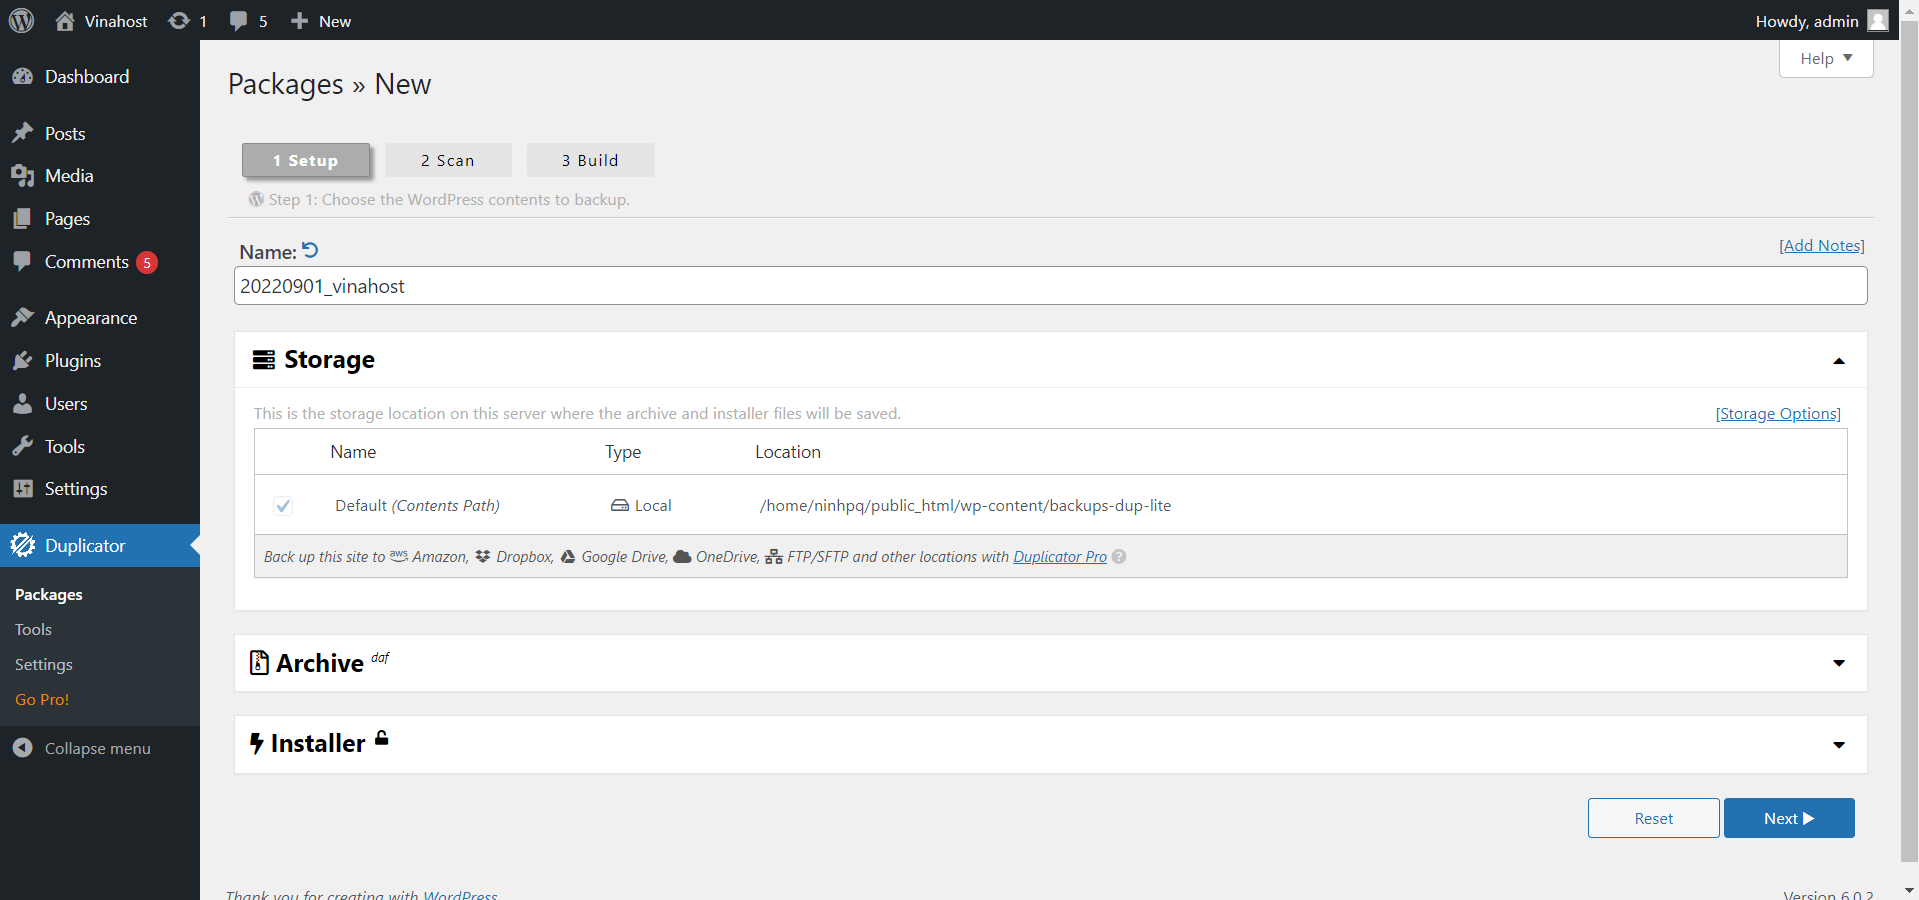 Vinahost 1 5 New Howdy, admin
Help
Dashboard
Posts
Media
Pages
Comments 5
Appearance
Plugins
Users
Tools
Settings
Duplicator
Packages
Tools
Settings
Go Pro!
Collapse menu
Packages » New
1 Setup 2 Scan 3 Build
Step 1: Choose the WordPress contents to backup.
Name: [Add Notes]
20220901_vinahost
Storage
This is the storage location on this server where the archive and installer files will be saved. [Storage Options]
Name Type Location
Default (Contents Path) Local /home/ninhpq/public_html/wp-content/backups-dup-lite
Back up this site to aws Amazon, Dropbox, Google Drive, OneDrive, FTP/SFTP and other locations with Duplicator Pro ?
Archive daf
Installer
Reset Next
Thank you for creating with WordPress Version 6.0.2